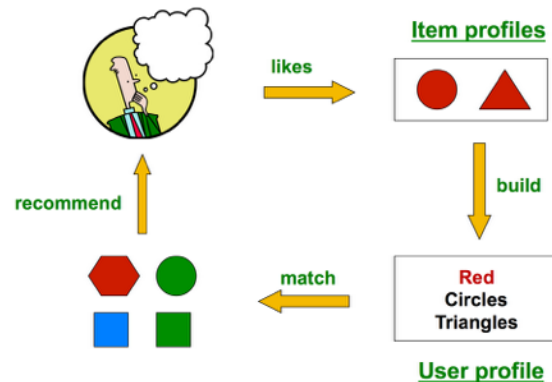 Item profiles
likes
build
recommend
match
Red
Circles
Triangles
User profile